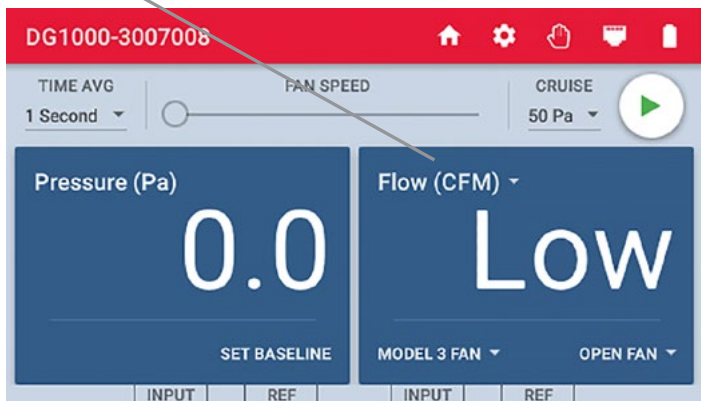 DG1000-3007008
TIME AVG FAN SPEED CRUISE
1 Second 50 Pa
Pressure (Pa) Flow (CFM)
0.0 Low
SET BASELINE MODEL 3 FAN OPEN FAN
INPUT REF INPUT REF